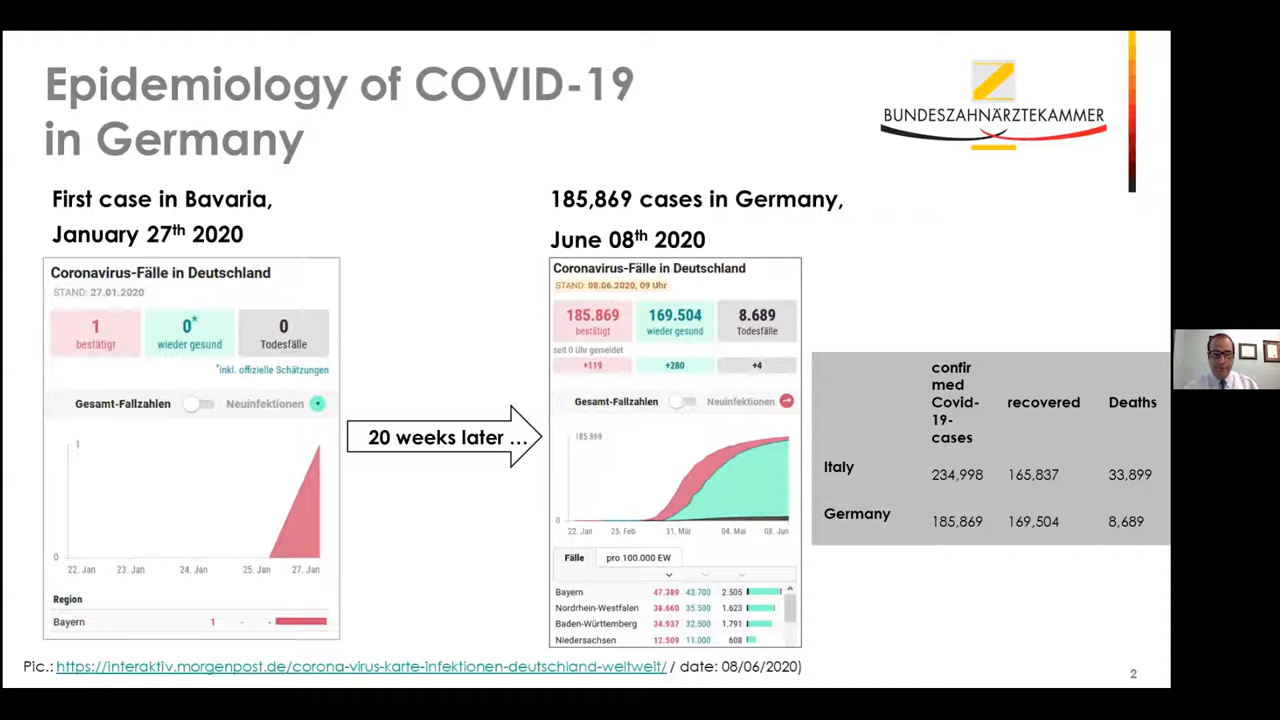 Epidemiology of COVID-19
in Germany
BUNDESZAHNÄRZTEKAMMER
First case in Bavaria,
January 27th 2020
Coronavirus-Fälle in Deutschland
STAND: 27.01.2020
1 0* 0
bestätigt wieder gesund Todesfälle
*inkl. offizielle Schätzungen
Gesamt-Fallzahlen Neuinfektionen
1
0
22. Jan 23. Jan 24. Jan 25. Jan 27. Jan
Region
Bayern 1 - -
20 weeks later ...
185,869 cases in Germany,
June 08th 2020
Coronavirus-Fälle in Deutschland
STAND: 08.06.2020, 09 Uhr
185.869 169.504 8.689
bestätigt wieder gesund Todesfälle
seit 0 Uhr gemeldet
+119 +280 +4
Gesamt-Fallzahlen Neuinfektionen
185.869
0
22. Jan 25. Feb 31. Mär 04. Mai 08. Jun
Fälle pro 100.000 EW
Bayern 47.389 43.700 2.505
Nordrhein-Westfalen 38.660 35.500 1.623
Baden-Württemberg 34.937 32.500 1.791
Niedersachsen 12.509 11.000 608
confir
med
Covid-
19-
cases
recovered Deaths
Italy 234,998 165,837 33,899
Germany 185,869 169,504 8,689
Pic.: https://interaktiv.morgenpost.de/corona-virus-karte-infektionen-deutschland-weltweit/ / date: 08/06/2020)
2